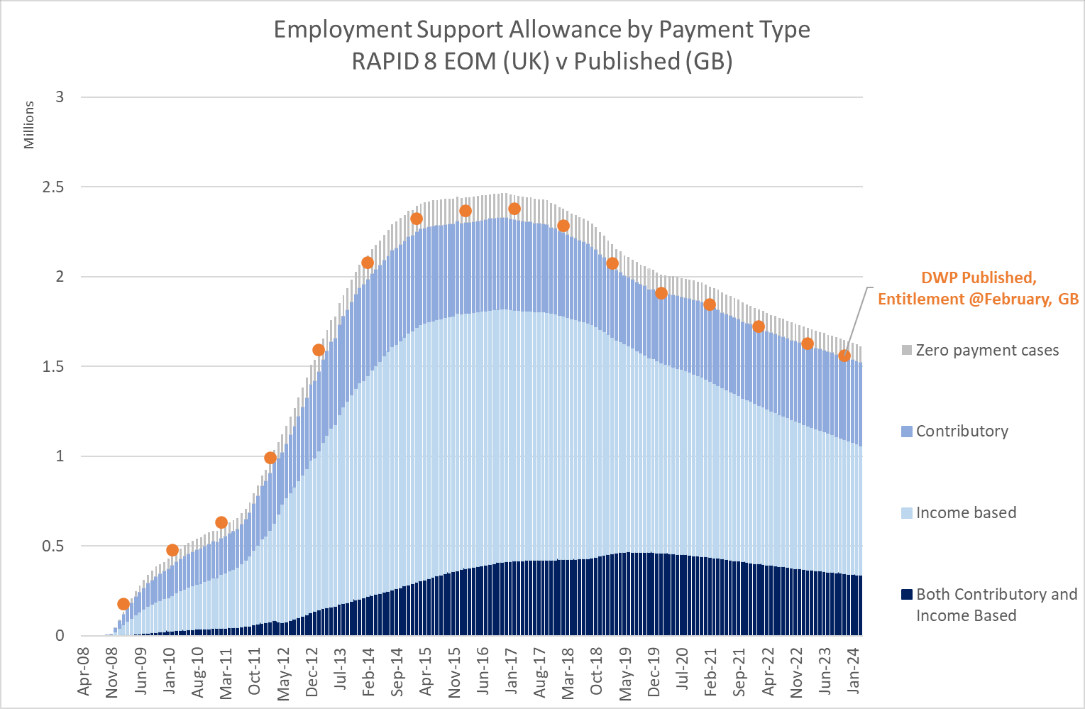 Employment Support Allowance by Payment Type
RAPID 8 EOM (UK) v Published (GB)
Millions
3
2.5
2
1.5
1
0.5
0
Apr-08
Nov-08
Jun-09
Jan-10
Aug-10
Mar-11
Oct-11
May-12
Dec-12
Jul-13
Feb-14
Sep-14
Apr-15
Nov-15
Jun-16
Jan-17
Aug-17
Mar-18
Oct-18
May-19
Dec-19
Jul-20
Feb-21
Sep-21
Apr-22
Nov-22
Jun-23
Jan-24
DWP Published,
Entitlement @February, GB
Zero payment cases
Contributory
Income based
Both Contributory and
Income Based